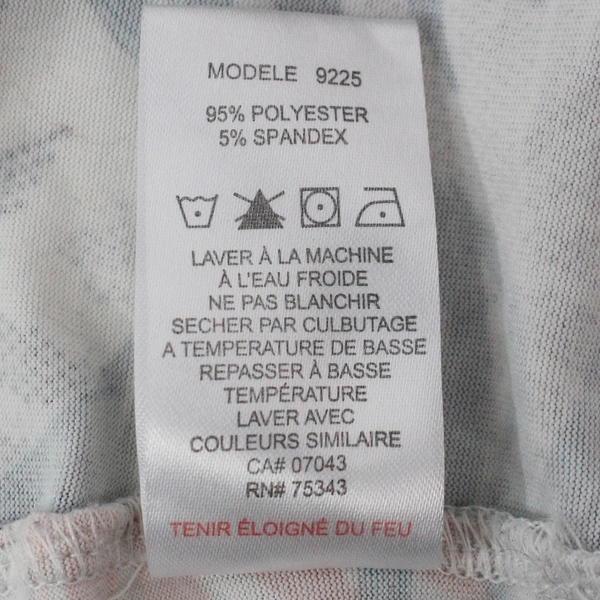 MODELE 9225
95% POLYESTER
5% SPANDEX
LAVER À LA MACHINE
À L'EAU FROIDE
NE PAS BLANCHIR
SECHER PAR CULBUTAGE
A TEMPERATURE DE BASSE
REPASSER À BASSE
TEMPÉRATURE
LAVER AVEC
COULEURS SIMILAIRE
CA# 07043
RN# 75343
TENIR ÉLOIGNÉ DU FEU